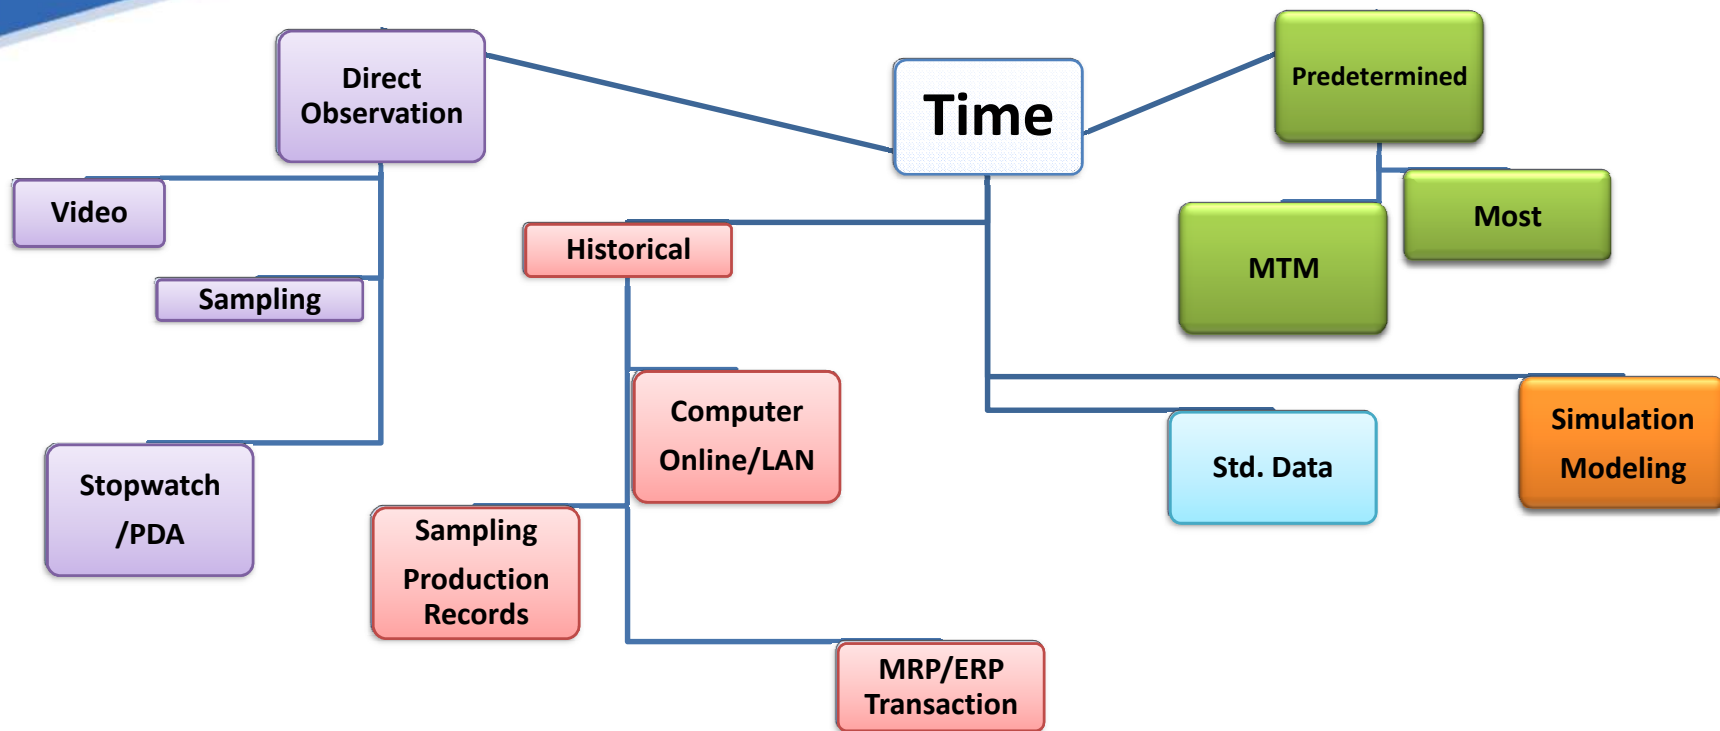 Direct
Observation
Time
Predetermined
Video
Sampling
Historical
Most
MTM
Stopwatch
/PDA
Computer
Online/LAN
Std. Data
Simulation
Modeling
Sampling
Production
Records
MRP/ERP
Transaction